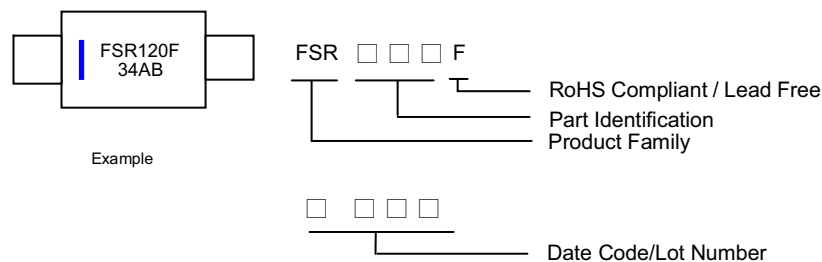 FSR120F
34AB
Example
FSR □ □ □ F
RoHS Compliant / Lead Free
Part Identification
Product Family
□ □ □ □
Date Code/Lot Number